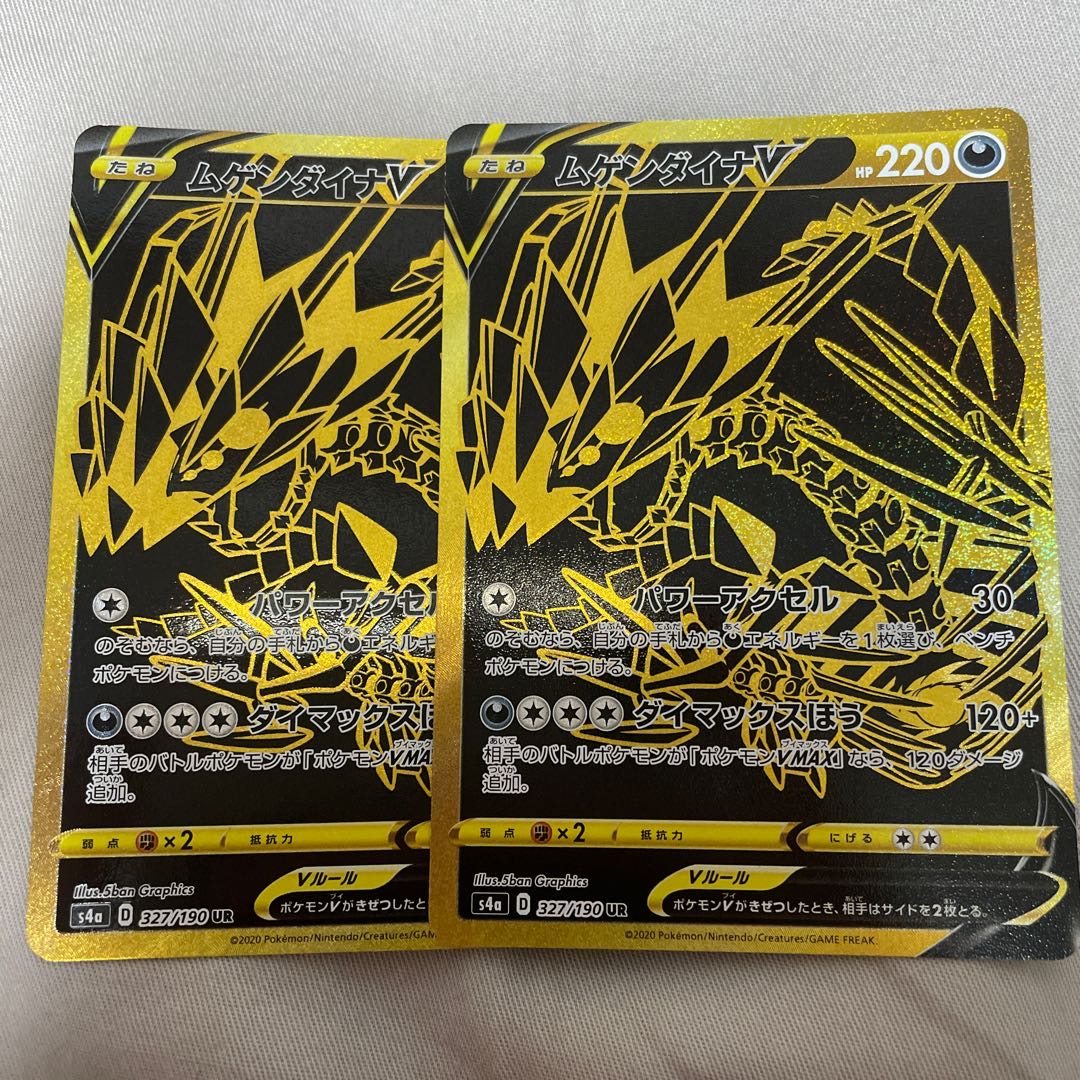 たね ムゲンダイナV
パワーアクセル
のぞむなら、自分の手札からエネルギー
ポケモンにつける。
ダイマックスほ
相手のバトルポケモンが「ポケモンVMA
追加。
弱点 ×2 抵抗力
Illus.5ban Graphics
Vルール
s4a D 327/190 UR
ポケモンVがきぜつしたと
©2020 Pokémon/Nintendo/Creatures/GAM
たね ムゲンダイナV HP 220
パワーアクセル 30
のぞむなら、自分の手札からエネルギーを1枚選び、ベンチ
ポケモンにつける。
ダイマックスほう 120+
相手のバトルポケモンが「ポケモンVMAX」なら、120ダメージ
追加。
弱点 ×2 抵抗力 にげる
Illus.5ban Graphics
Vルール
s4a D 327/190 UR
ポケモンVがきぜつしたとき、相手はサイドを2枚とる。
©2020 Pokémon/Nintendo/Creatures/GAME FREAK.